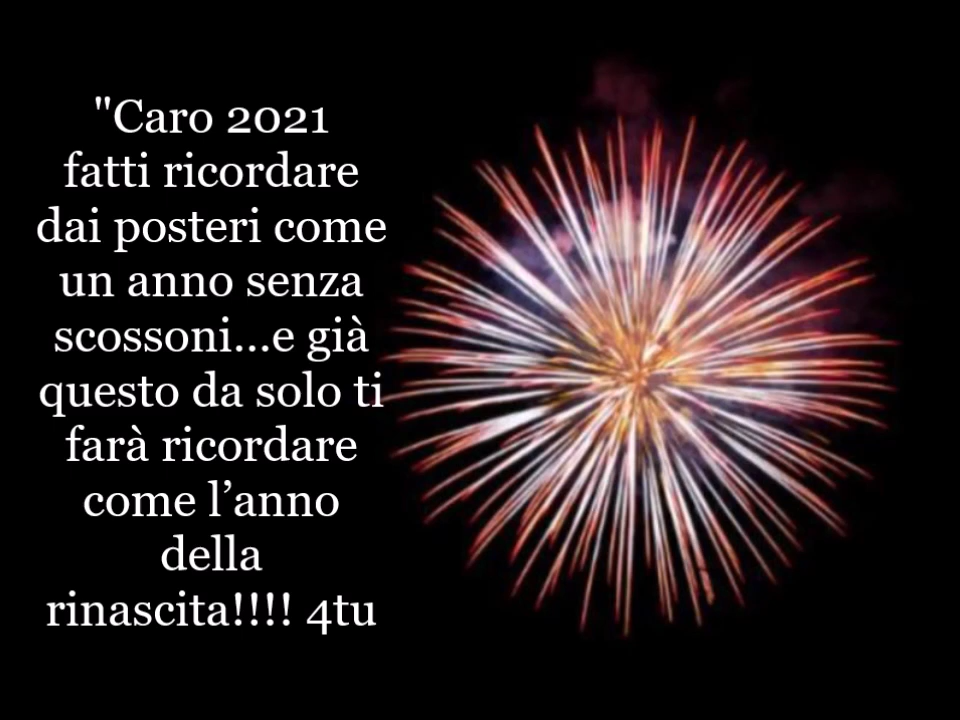 "Caro 2021
fatti ricordare
dai posteri come
un anno senza
scossoni...e già
questo da solo ti
farà ricordare
come l’anno
della
rinascita!!!! 4tu